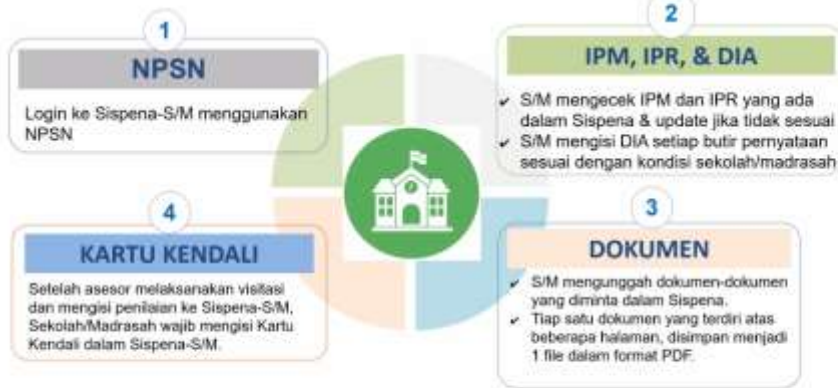 1
NPSN
Login ke Sispena-S/M menggunakan
NPSN
2
IPM, IPR, & DIA
✔ S/M mengecek IPM dan IPR yang ada
dalam Sispena & update jika tidak sesuai
✔ S/M mengisi DIA setiap butir pernyataan
sesuai dengan kondisi sekolah/madrasah
3
DOKUMEN
✔ S/M mengunggah dokumen-dokumen
yang diminta dalam Sispena.
✔ Tiap satu dokumen yang terdiri atas
beberapa halaman, disimpan menjadi
1 file dalam format PDF.
4
KARTU KENDALI
Setelah asesor melaksanakan visitasi
dan mengisi penilaian ke Sispena-S/M,
Sekolah/Madrasah wajib mengisi Kartu
Kendali dalam Sispena-S/M.